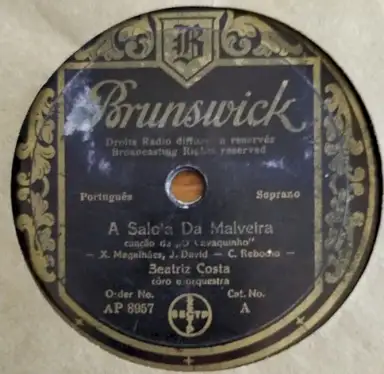 B
Brunswick
Droits Radio diffusion reservés
Broadcasting Rights reserved
Portugués Soprano
A Saloia Da Malveira
canção da „O Cavaquinho"
— X. Magalhães, J. David — C. Rebocho —
Beatriz Costa
côro e orquestra
Order No. Cat. No.
AP 8957 A